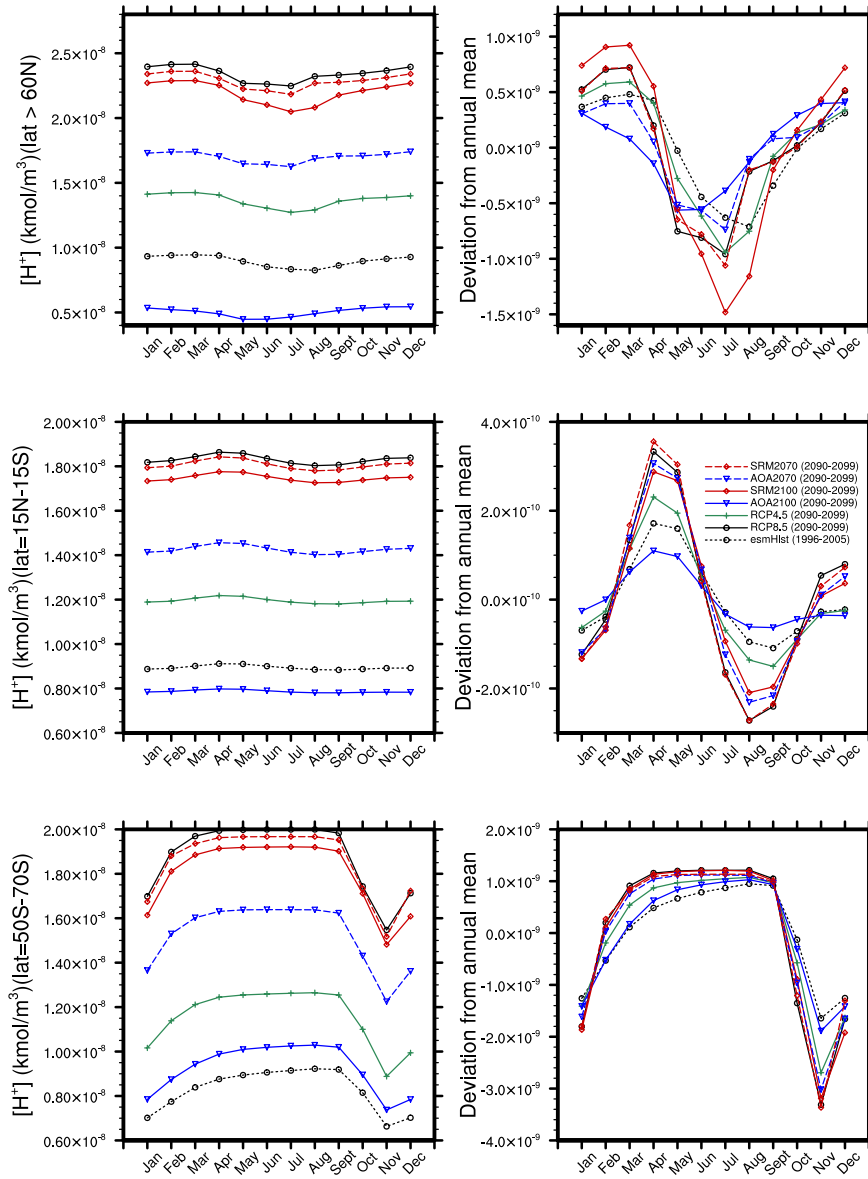 [H⁺] (kmol/m³)(lat > 60N)
2.5×10⁻⁸
2.0×10⁻⁸
1.5×10⁻⁸
1.0×10⁻⁸
0.5×10⁻⁸
Jan Feb Mar Apr May Jun Jul Aug Sept Oct Nov Dec
Deviation from annual mean
1.0×10⁻⁹
0.5×10⁻⁹
0.0×10⁻⁹
-0.5×10⁻⁹
-1.0×10⁻⁹
-1.5×10⁻⁹
Jan Feb Mar Apr May Jun Jul Aug Sept Oct Nov Dec
[H⁺] (kmol/m³)(lat=15N-15S)
2.00×10⁻⁸
1.80×10⁻⁸
1.60×10⁻⁸
1.40×10⁻⁸
1.20×10⁻⁸
1.00×10⁻⁸
0.80×10⁻⁸
0.60×10⁻⁸
Jan Feb Mar Apr May Jun Jul Aug Sept Oct Nov Dec
Deviation from annual mean
4.0×10⁻¹⁰
2.0×10⁻¹⁰
0.0×10⁻¹⁰
-2.0×10⁻¹⁰
SRM2070 (2090-2099)
AOA2070 (2090-2099)
SRM2100 (2090-2099)
AOA2100 (2090-2099)
RCP4.5 (2090-2099)
RCP8.5 (2090-2099)
esmHIst (1996-2005)
Jan Feb Mar Apr May Jun Jul Aug Sept Oct Nov Dec
[H⁺] (kmol/m³)(lat=50S-70S)
2.00×10⁻⁸
1.80×10⁻⁸
1.60×10⁻⁸
1.40×10⁻⁸
1.20×10⁻⁸
1.00×10⁻⁸
0.80×10⁻⁸
0.60×10⁻⁸
Jan Feb Mar Apr May Jun Jul Aug Sept Oct Nov Dec
Deviation from annual mean
2.0×10⁻⁹
1.0×10⁻⁹
0.0×10⁻⁹
-1.0×10⁻⁹
-2.0×10⁻⁹
-3.0×10⁻⁹
-4.0×10⁻⁹
Jan Feb Mar Apr May Jun Jul Aug Sept Oct Nov Dec